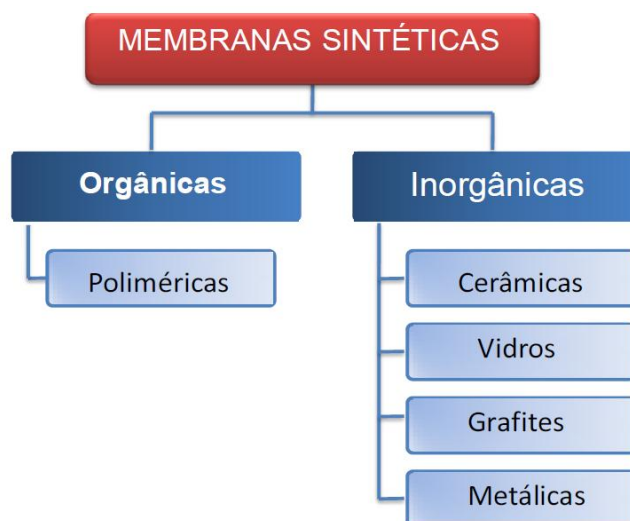 MEMBRANAS SINTÉTICAS
Orgânicas
Poliméricas
Inorgânicas
Cerâmicas
Vidros
Grafites
Metálicas